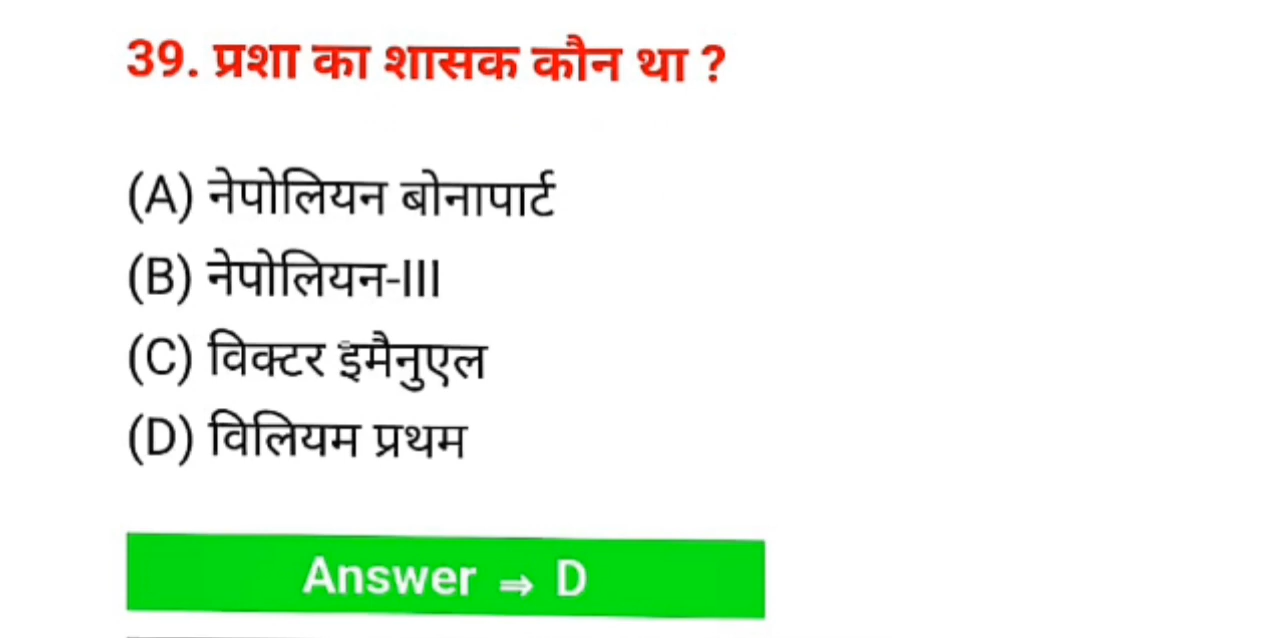 39. प्रशा का शासक कौन था ?
(A) नेपोलियन बोनापार्ट
(B) नेपोलियन-III
(C) विक्टर इमैनुएल
(D) विलियम प्रथम
Answer ⇒ D